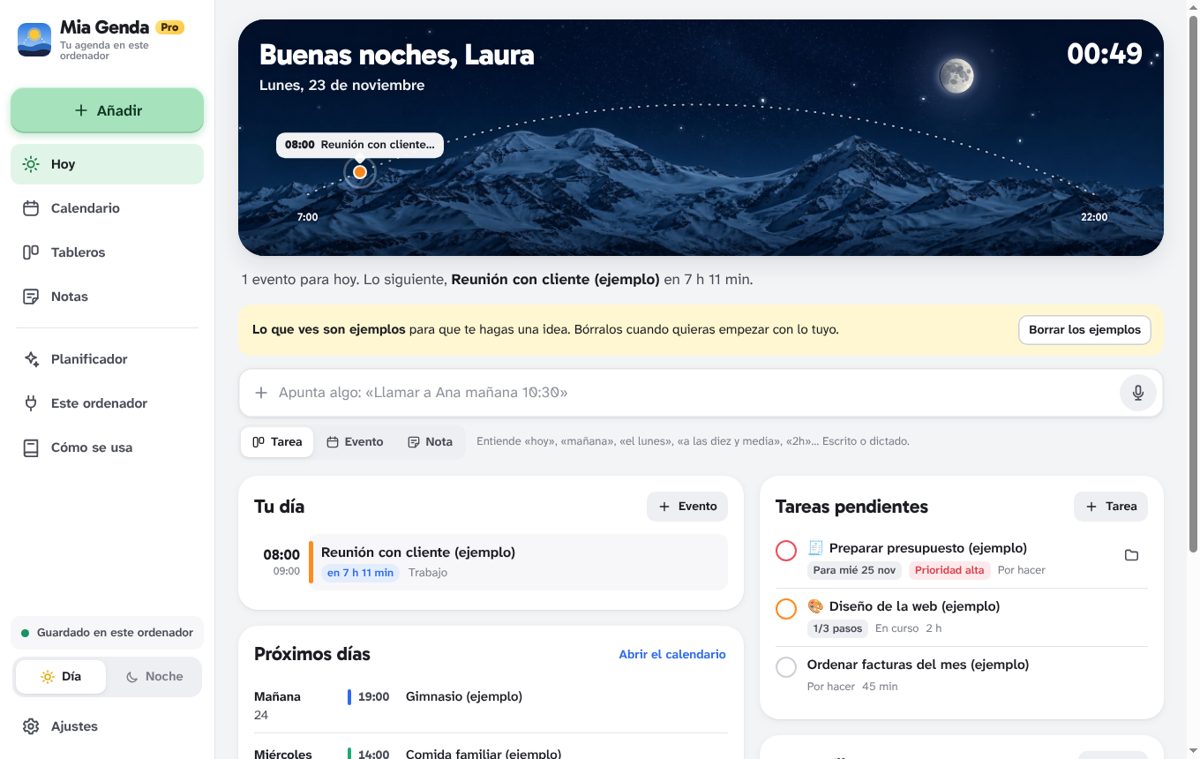 Mia Genda Pro
Tu agenda en este
ordenador
+ Añadir
Hoy
Calendario
Tableros
Notas
Planificador
Este ordenador
Cómo se usa
Guardado en este ordenador
Día
Noche
Ajustes
Buenas noches, Laura
00:49
Lunes, 23 de noviembre
08:00 Reunión con cliente...
7:00
22:00
1 evento para hoy. Lo siguiente, Reunión con cliente (ejemplo) en 7 h 11 min.
Lo que ves son ejemplos para que te hagas una idea. Bórralos cuando quieras empezar con lo tuyo.
Borrar los ejemplos
+ Apunta algo: «Llamar a Ana mañana 10:30»
Tarea
Evento
Nota
Entiende «hoy», «mañana», «el lunes», «a las diez y media», «2h»... Escrito o dictado.
Tu día
+ Evento
08:00
09:00
Reunión con cliente (ejemplo)
en 7 h 11 min Trabajo
Próximos días
Abrir el calendario
Mañana
24
19:00 Gimnasio (ejemplo)
Miércoles
14:00 Comida familiar (ejemplo)
Tareas pendientes
+ Tarea
Preparar presupuesto (ejemplo)
Para mié 25 nov Prioridad alta Por hacer
Diseño de la web (ejemplo)
1/3 pasos En curso 2 h
Ordenar facturas del mes (ejemplo)
Por hacer 45 min